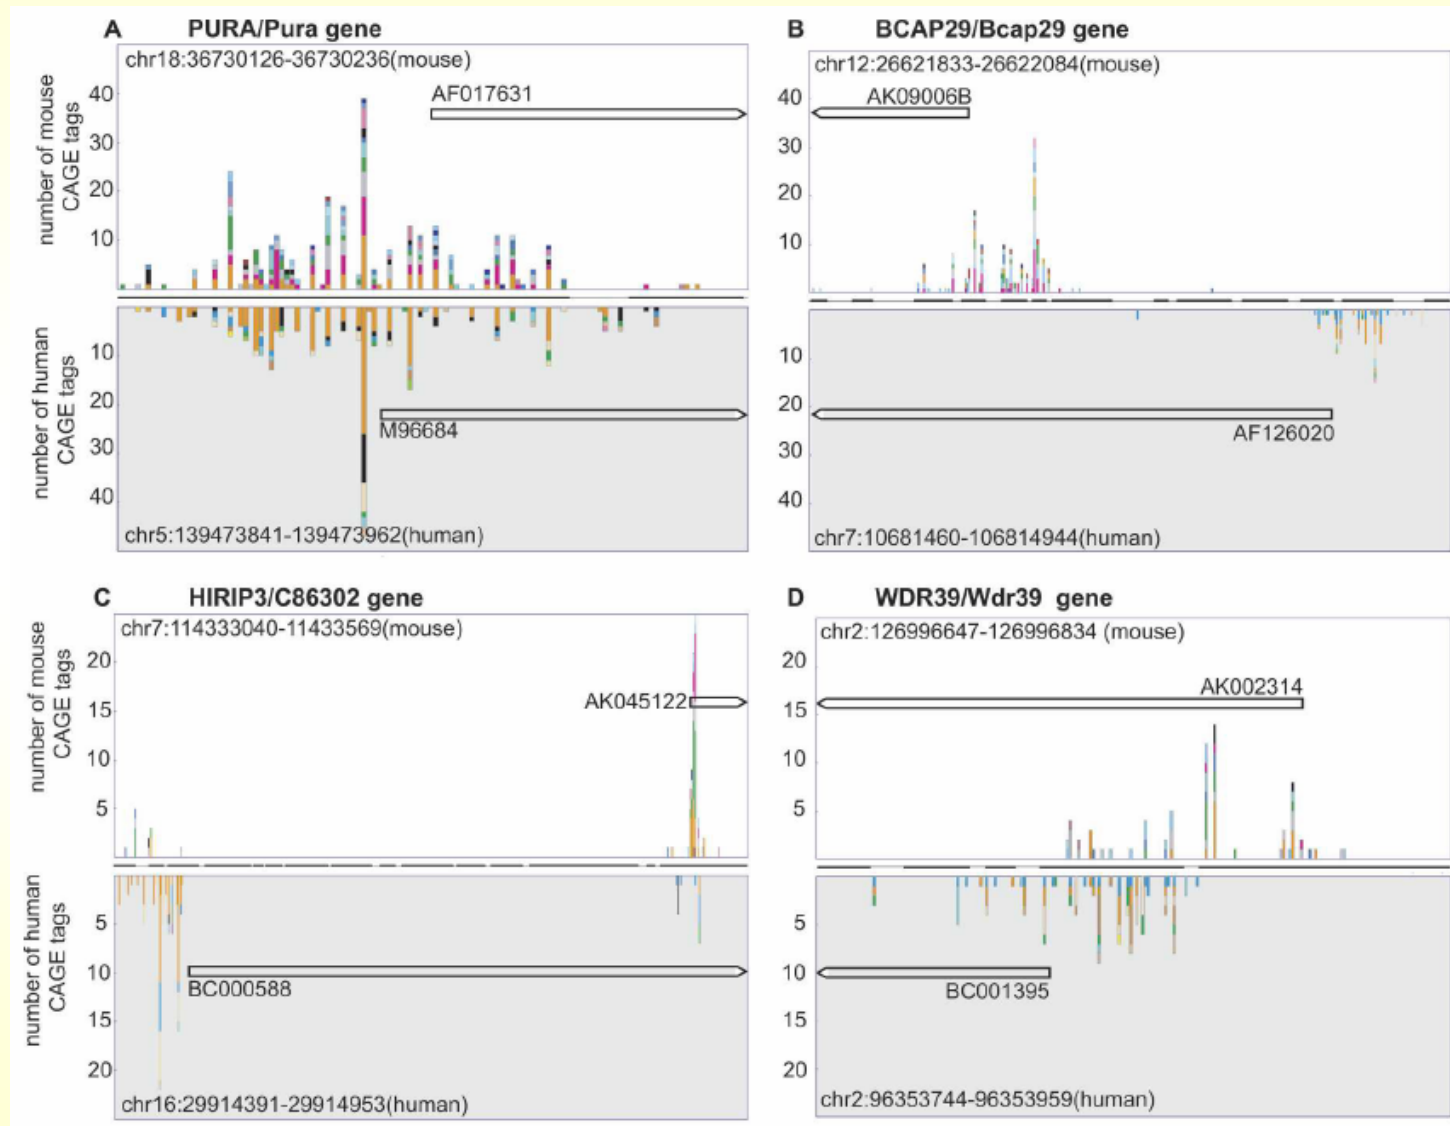 A PURA/Pura gene
chr18:36730126-36730236(mouse)
number of mouse
CAGE tags
40
30
20
10
AF017631
number of human
CAGE tags
10
20
30
40
M96684
chr5:139473841-139473962(human)
B BCAP29/Bcap29 gene
chr12:26621833-26622084(mouse)
40
30
20
10
AK09006B
10
20
30
40
AF126020
chr7:10681460-106814944(human)
C HIRIP3/C86302 gene
chr7:114333040-11433569(mouse)
number of mouse
CAGE tags
20
15
10
5
AK045122
number of human
CAGE tags
5
10
15
20
BC000588
chr16:29914391-29914953(human)
D WDR39/Wdr39 gene
chr2:126996647-126996834 (mouse)
20
15
10
5
AK002314
5
10
15
20
BC001395
chr2:96353744-96353959(human)